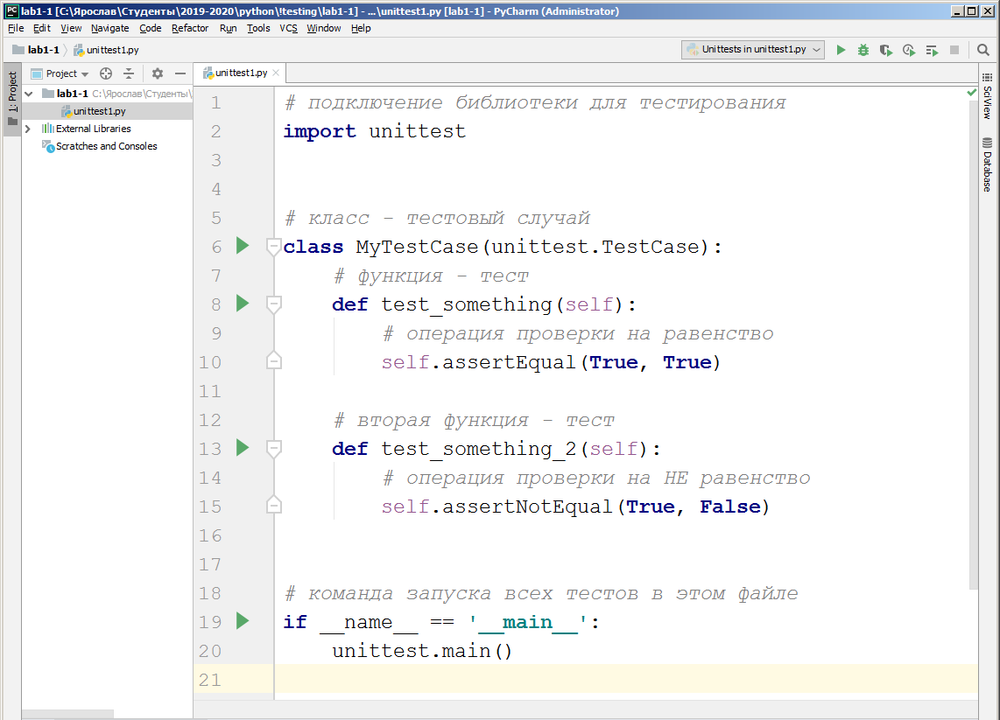 PC lab1-1 [C:\Ярослав\Студенты\2019-2020\python\!testing\lab1-1] - ...\unittest1.py [lab1-1] - PyCharm (Administrator)
File Edit View Navigate Code Refactor Run Tools VCS Window Help
lab1-1 unittest1.py Unittests in unittest1.py
1: Project
Project
lab1-1 C:\Ярослав\Студенты\
unittest1.py
External Libraries
Scratches and Consoles
unittest1.py
1 # подключение библиотеки для тестирования
2 import unittest
3
4
5 # класс - тестовый случай
6 class MyTestCase(unittest.TestCase):
7 # функция - тест
8 def test_something(self):
9 # операция проверки на равенство
10 self.assertEqual(True, True)
11
12 # вторая функция - тест
13 def test_something_2(self):
14 # операция проверки на НЕ равенство
15 self.assertNotEqual(True, False)
16
17
18 # команда запуска всех тестов в этом файле
19 if __name__ == '__main__':
20 unittest.main()
21
SciView
Database